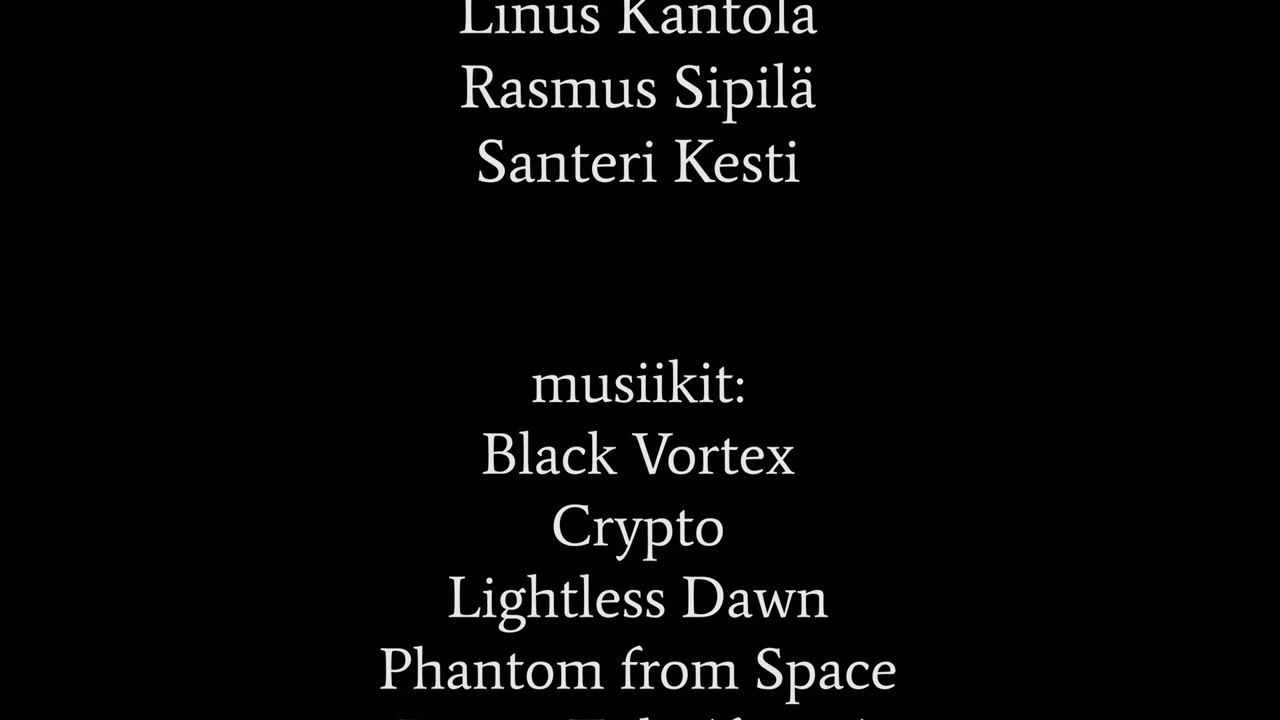 Linus Kantola
Rasmus Sipilä
Santeri Kesti
musiikit:
Black Vortex
Crypto
Lightless Dawn
Phantom from Space